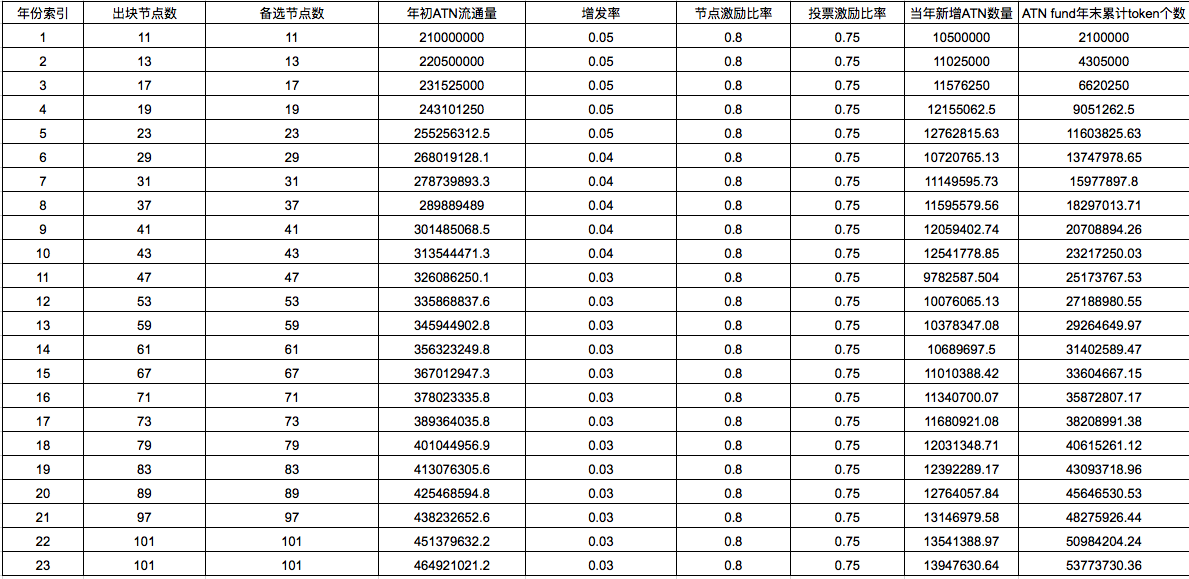 年份索引 出块节点数 备选节点数 年初ATN流通量 增发率 节点激励比率 投票激励比率 当年新增ATN数量 ATN fund年末累计token个数
1 11 11 210000000 0.05 0.8 0.75 10500000 2100000
2 13 13 220500000 0.05 0.8 0.75 11025000 4305000
3 17 17 231525000 0.05 0.8 0.75 11576250 6620250
4 19 19 243101250 0.05 0.8 0.75 12155062.5 9051262.5
5 23 23 255256312.5 0.05 0.8 0.75 12762815.63 11603825.63
6 29 29 268019128.1 0.04 0.8 0.75 10720765.13 13747978.65
7 31 31 278739893.3 0.04 0.8 0.75 11149595.73 15977897.8
8 37 37 289889489 0.04 0.8 0.75 11595579.56 18297013.71
9 41 41 301485068.5 0.04 0.8 0.75 12059402.74 20708894.26
10 43 43 313544471.3 0.04 0.8 0.75 12541778.85 23217250.03
11 47 47 326086250.1 0.03 0.8 0.75 9782587.504 25173767.53
12 53 53 335868837.6 0.03 0.8 0.75 10076065.13 27188980.55
13 59 59 345944902.8 0.03 0.8 0.75 10378347.08 29264649.97
14 61 61 356323249.8 0.03 0.8 0.75 10689697.5 31402589.47
15 67 67 367012947.3 0.03 0.8 0.75 11010388.42 33604667.15
16 71 71 378023335.8 0.03 0.8 0.75 11340700.07 35872807.17
17 73 73 389364035.8 0.03 0.8 0.75 11680921.08 38208991.38
18 79 79 401044956.9 0.03 0.8 0.75 12031348.71 40615261.12
19 83 83 413076305.6 0.03 0.8 0.75 12392289.17 43093718.96
20 89 89 425468594.8 0.03 0.8 0.75 12764057.84 45646530.53
21 97 97 438232652.6 0.03 0.8 0.75 13146979.58 48275926.44
22 101 101 451379632.2 0.03 0.8 0.75 13541388.97 50984204.24
23 101 101 464921021.2 0.03 0.8 0.75 13947630.64 53773730.36